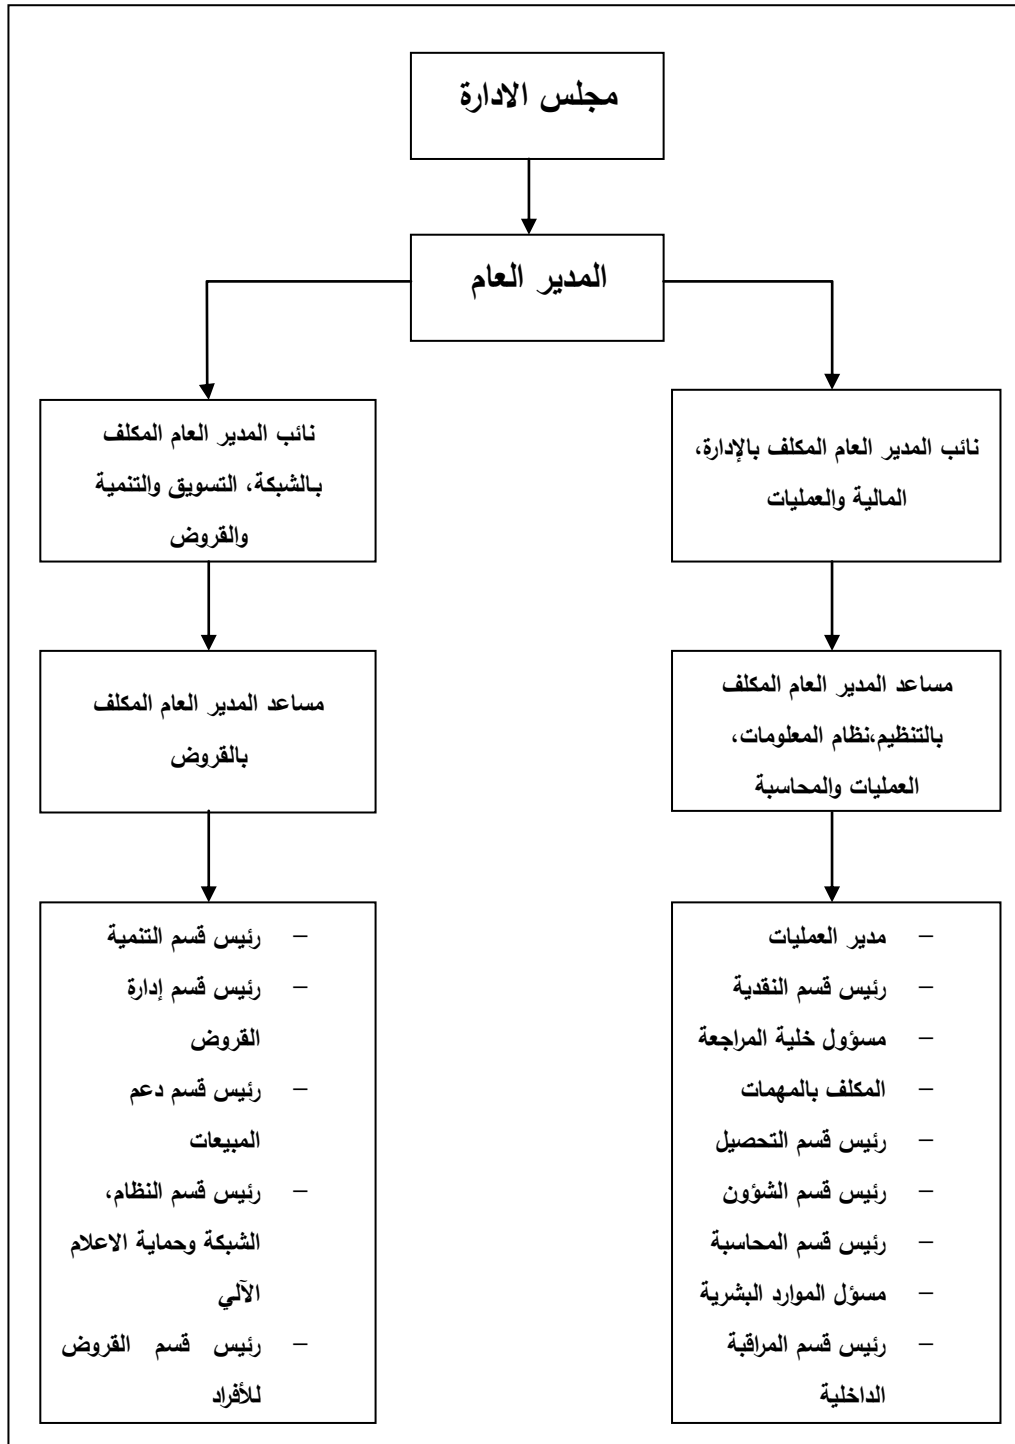 مجلس الادارة
المدير العام
نائب المدير العام المكلف بالإدارة،
المالية والعمليات
نائب المدير العام المكلف
بالشبكة، التسويق والتنمية
والقروض
مساعد المدير العام المكلف
بالتنظيم،نظام المعلومات،
العمليات والمحاسبة
مساعد المدير العام المكلف
بالقروض
– مدير العمليات
– رئيس قسم النقدية
– مسؤول خلية المراجعة
– المكلف بالمهمات
– رئيس قسم التحصيل
– رئيس قسم الشؤون
– رئيس قسم المحاسبة
– مسؤل الموارد البشرية
– رئيس قسم المراقبة
الداخلية
– رئيس قسم التنمية
– رئيس قسم إدارة
القروض
– رئيس قسم دعم
المبيعات
– رئيس قسم النظام،
الشبكة وحماية الاعلام
الآلي
– رئيس قسم القروض
للأفراد